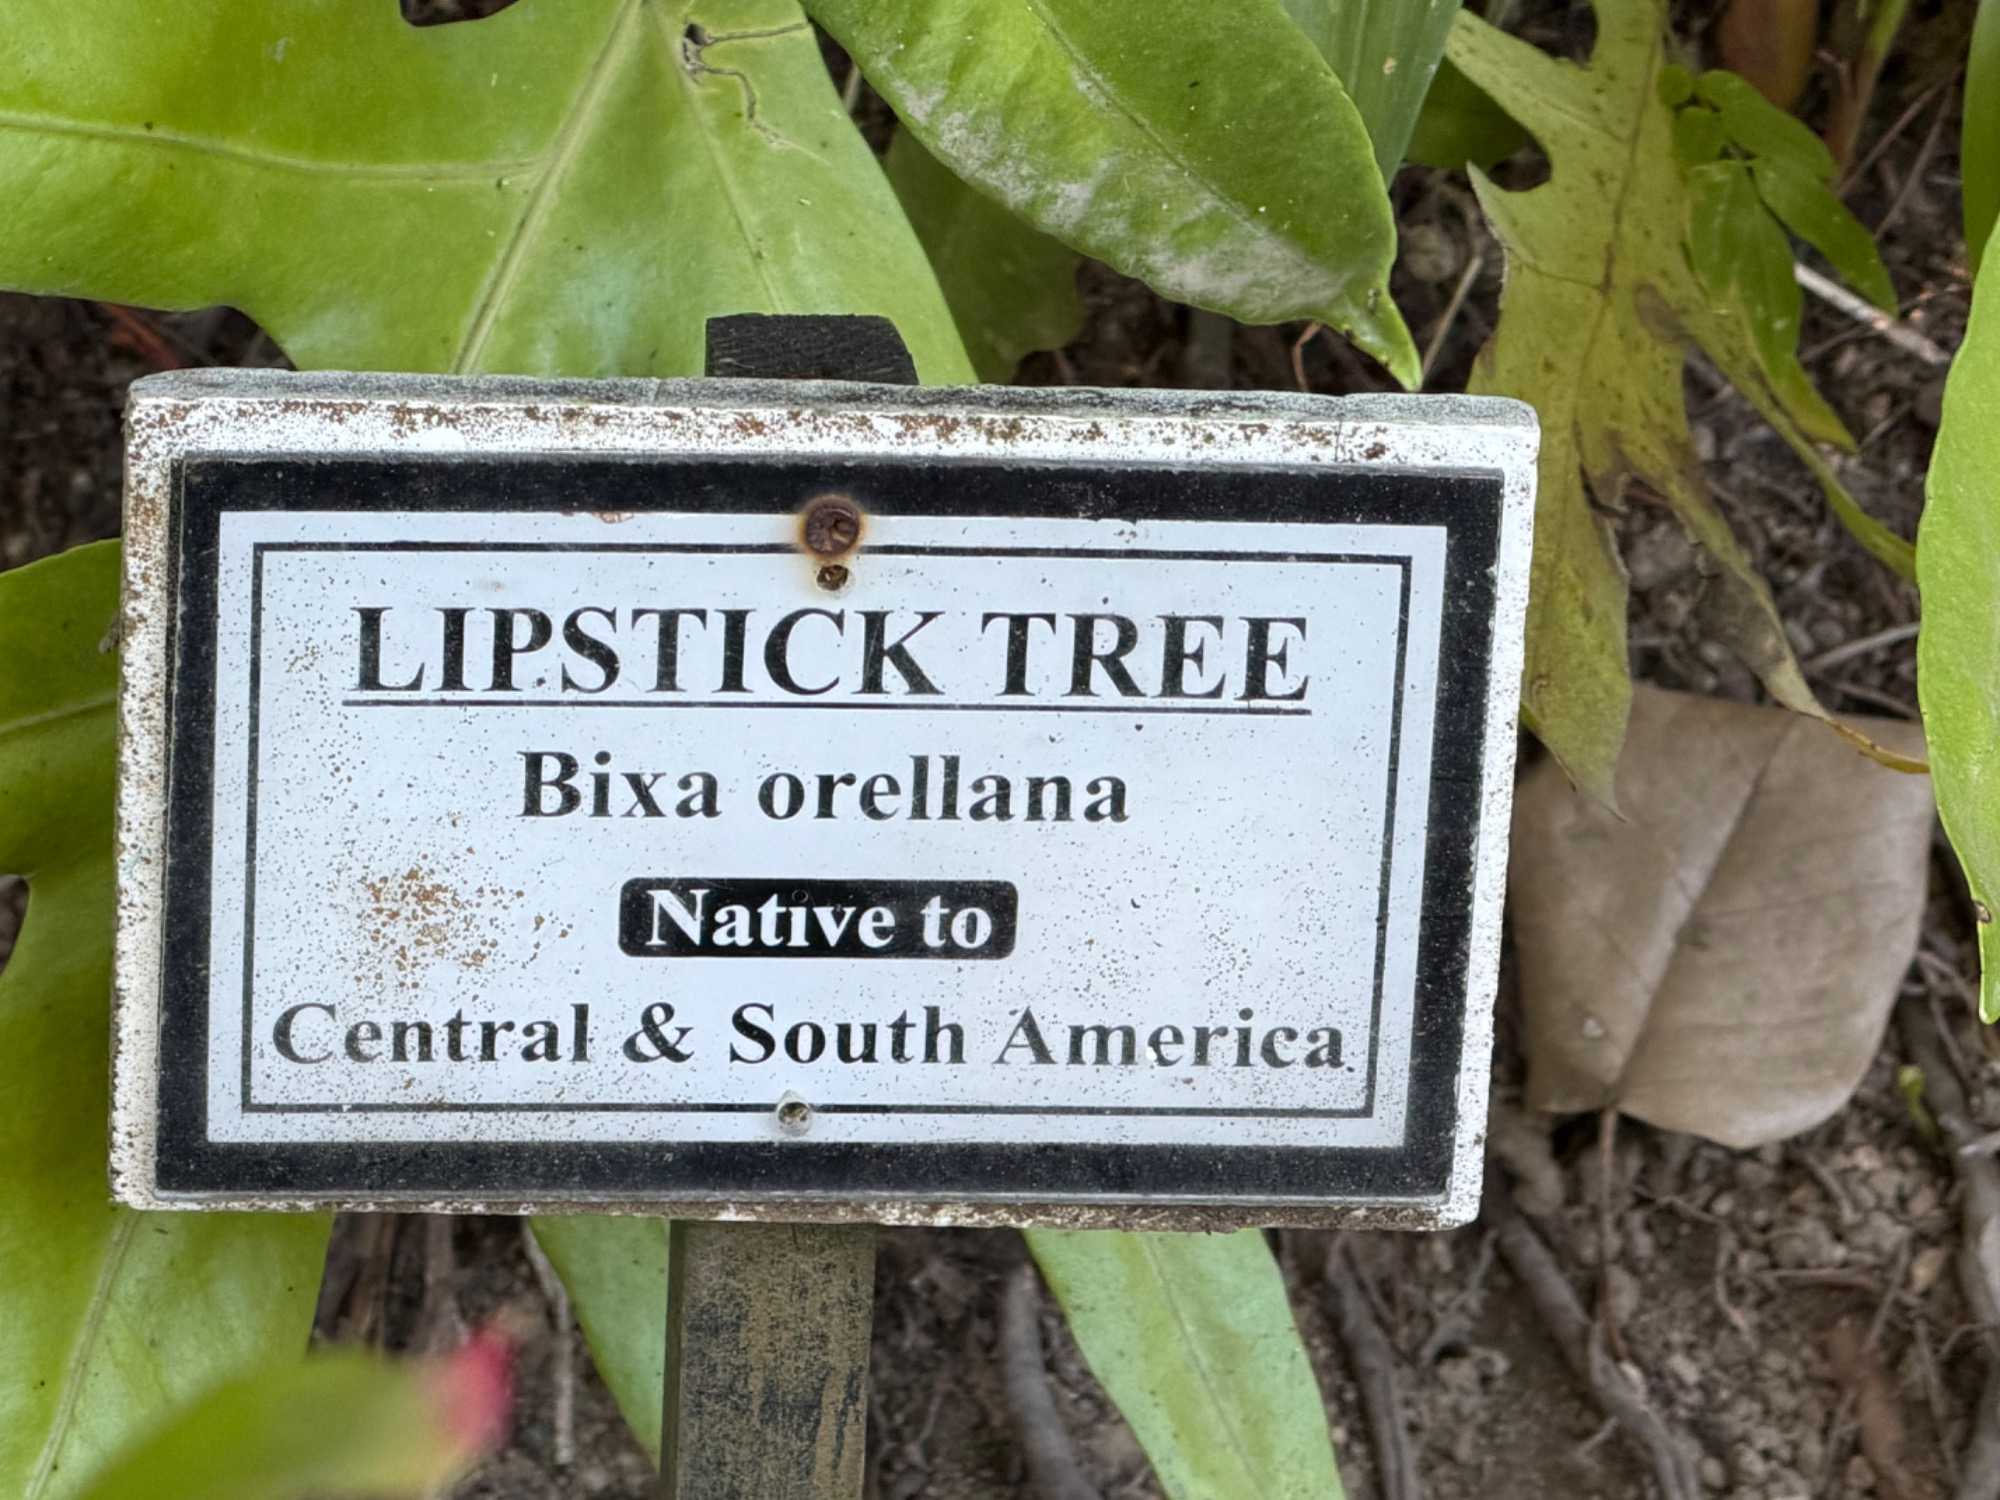 LIPSTICK TREE
Bixa orellana
Native to
Central & South America